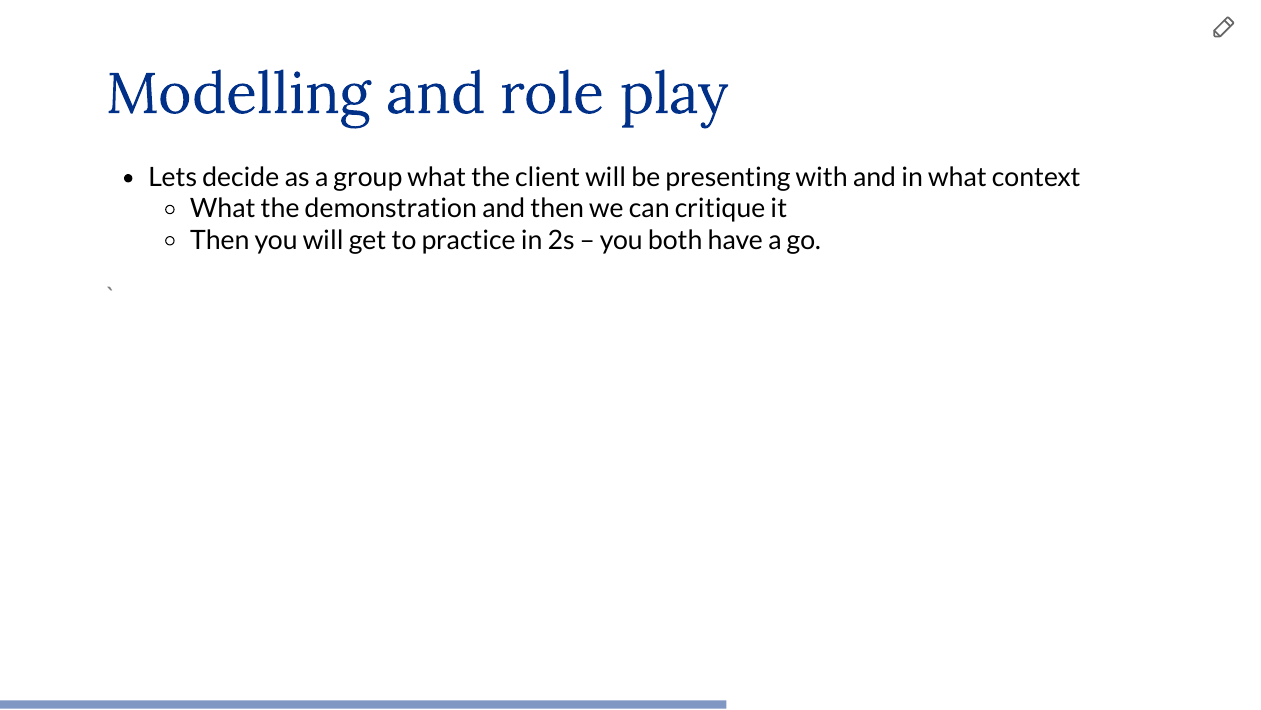 Modelling and role play
• Lets decide as a group what the client will be presenting with and in what context
○ What the demonstration and then we can critique it
○ Then you will get to practice in 2s – you both have a go.
`